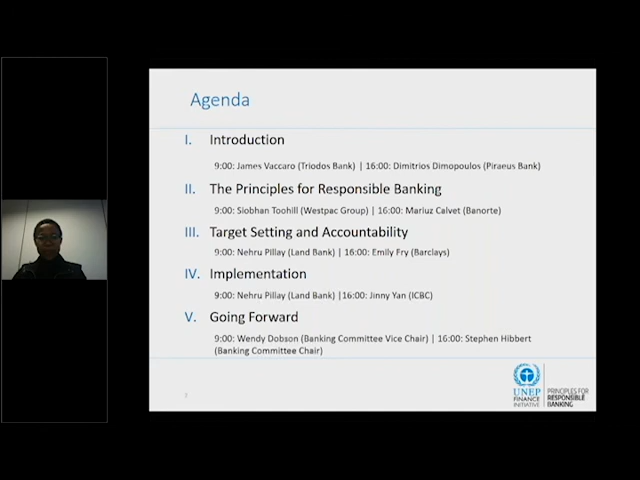 Agenda
I. Introduction
9:00: James Vaccaro (Triodos Bank) | 16:00: Dimitrios Dimopoulos (Piraeus Bank)
II. The Principles for Responsible Banking
9:00: Siobhan Toohill (Westpac Group) | 16:00: Mariuz Calvet (Banorte)
III. Target Setting and Accountability
9:00: Nehru Pillay (Land Bank) | 16:00: Emily Fry (Barclays)
IV. Implementation
9:00: Nehru Pillay (Land Bank) |16:00: Jinny Yan (ICBC)
V. Going Forward
9:00: Wendy Dobson (Banking Committee Vice Chair) | 16:00: Stephen Hibbert
(Banking Committee Chair)
7
UNEP
FINANCE
INITIATIVE
PRINCIPLES FOR
RESPONSIBLE
BANKING